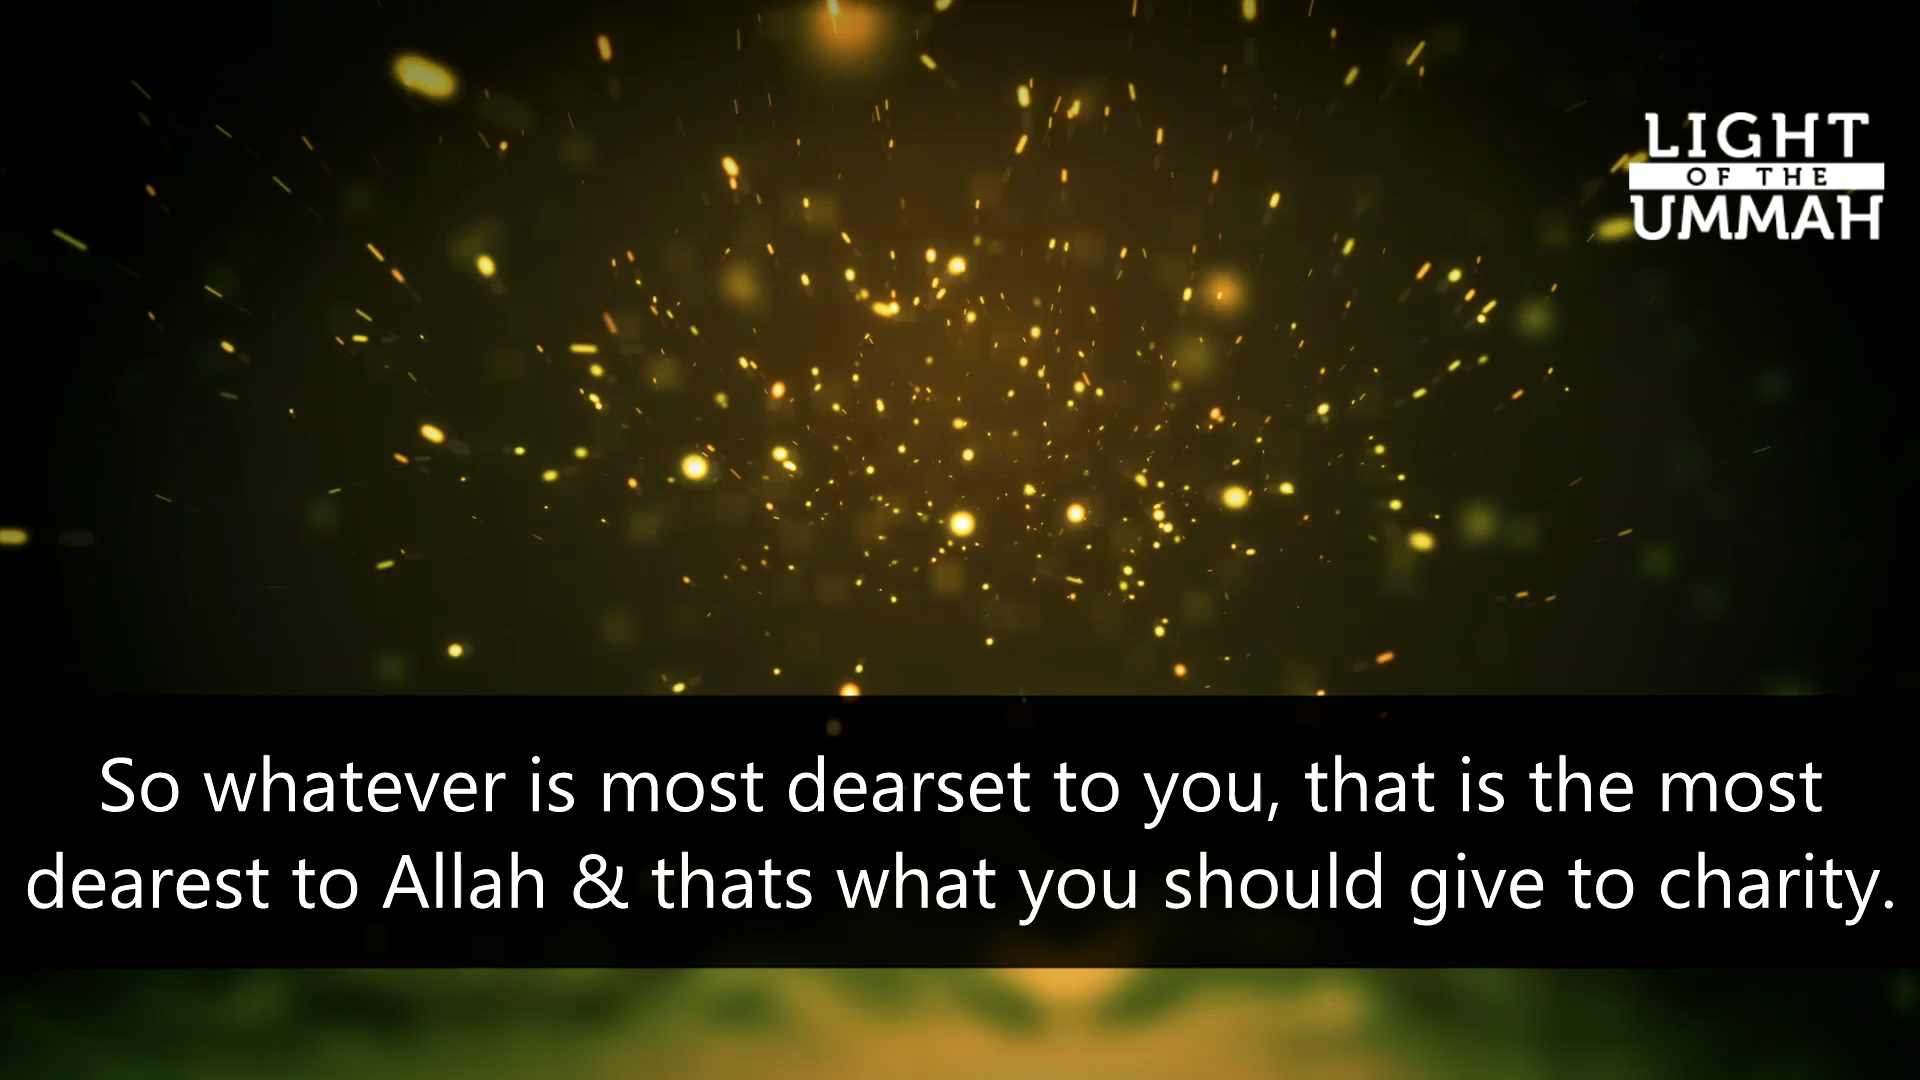 LIGHT
OF THE
UMMAH
So whatever is most dearset to you, that is the most
dearest to Allah & thats what you should give to charity.